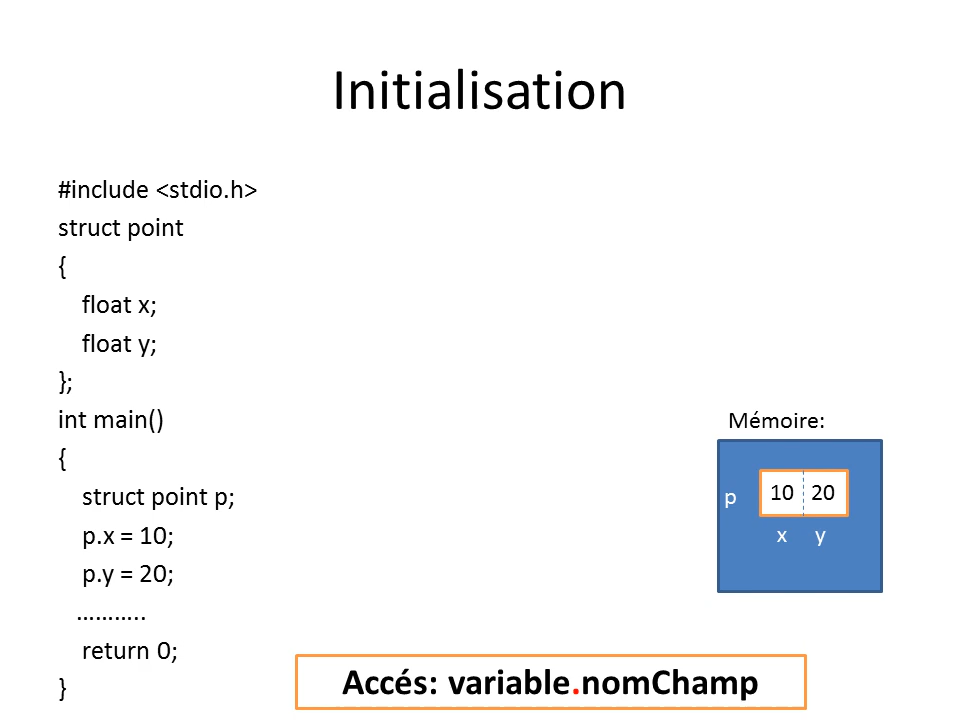 Initialisation
#include <stdio.h>
struct point
{
float x;
float y;
};
int main()
{
struct point p;
p.x = 10;
p.y = 20;
………..
return 0;
}
Mémoire:
p 10 20
x y
Accés: variable.nomChamp